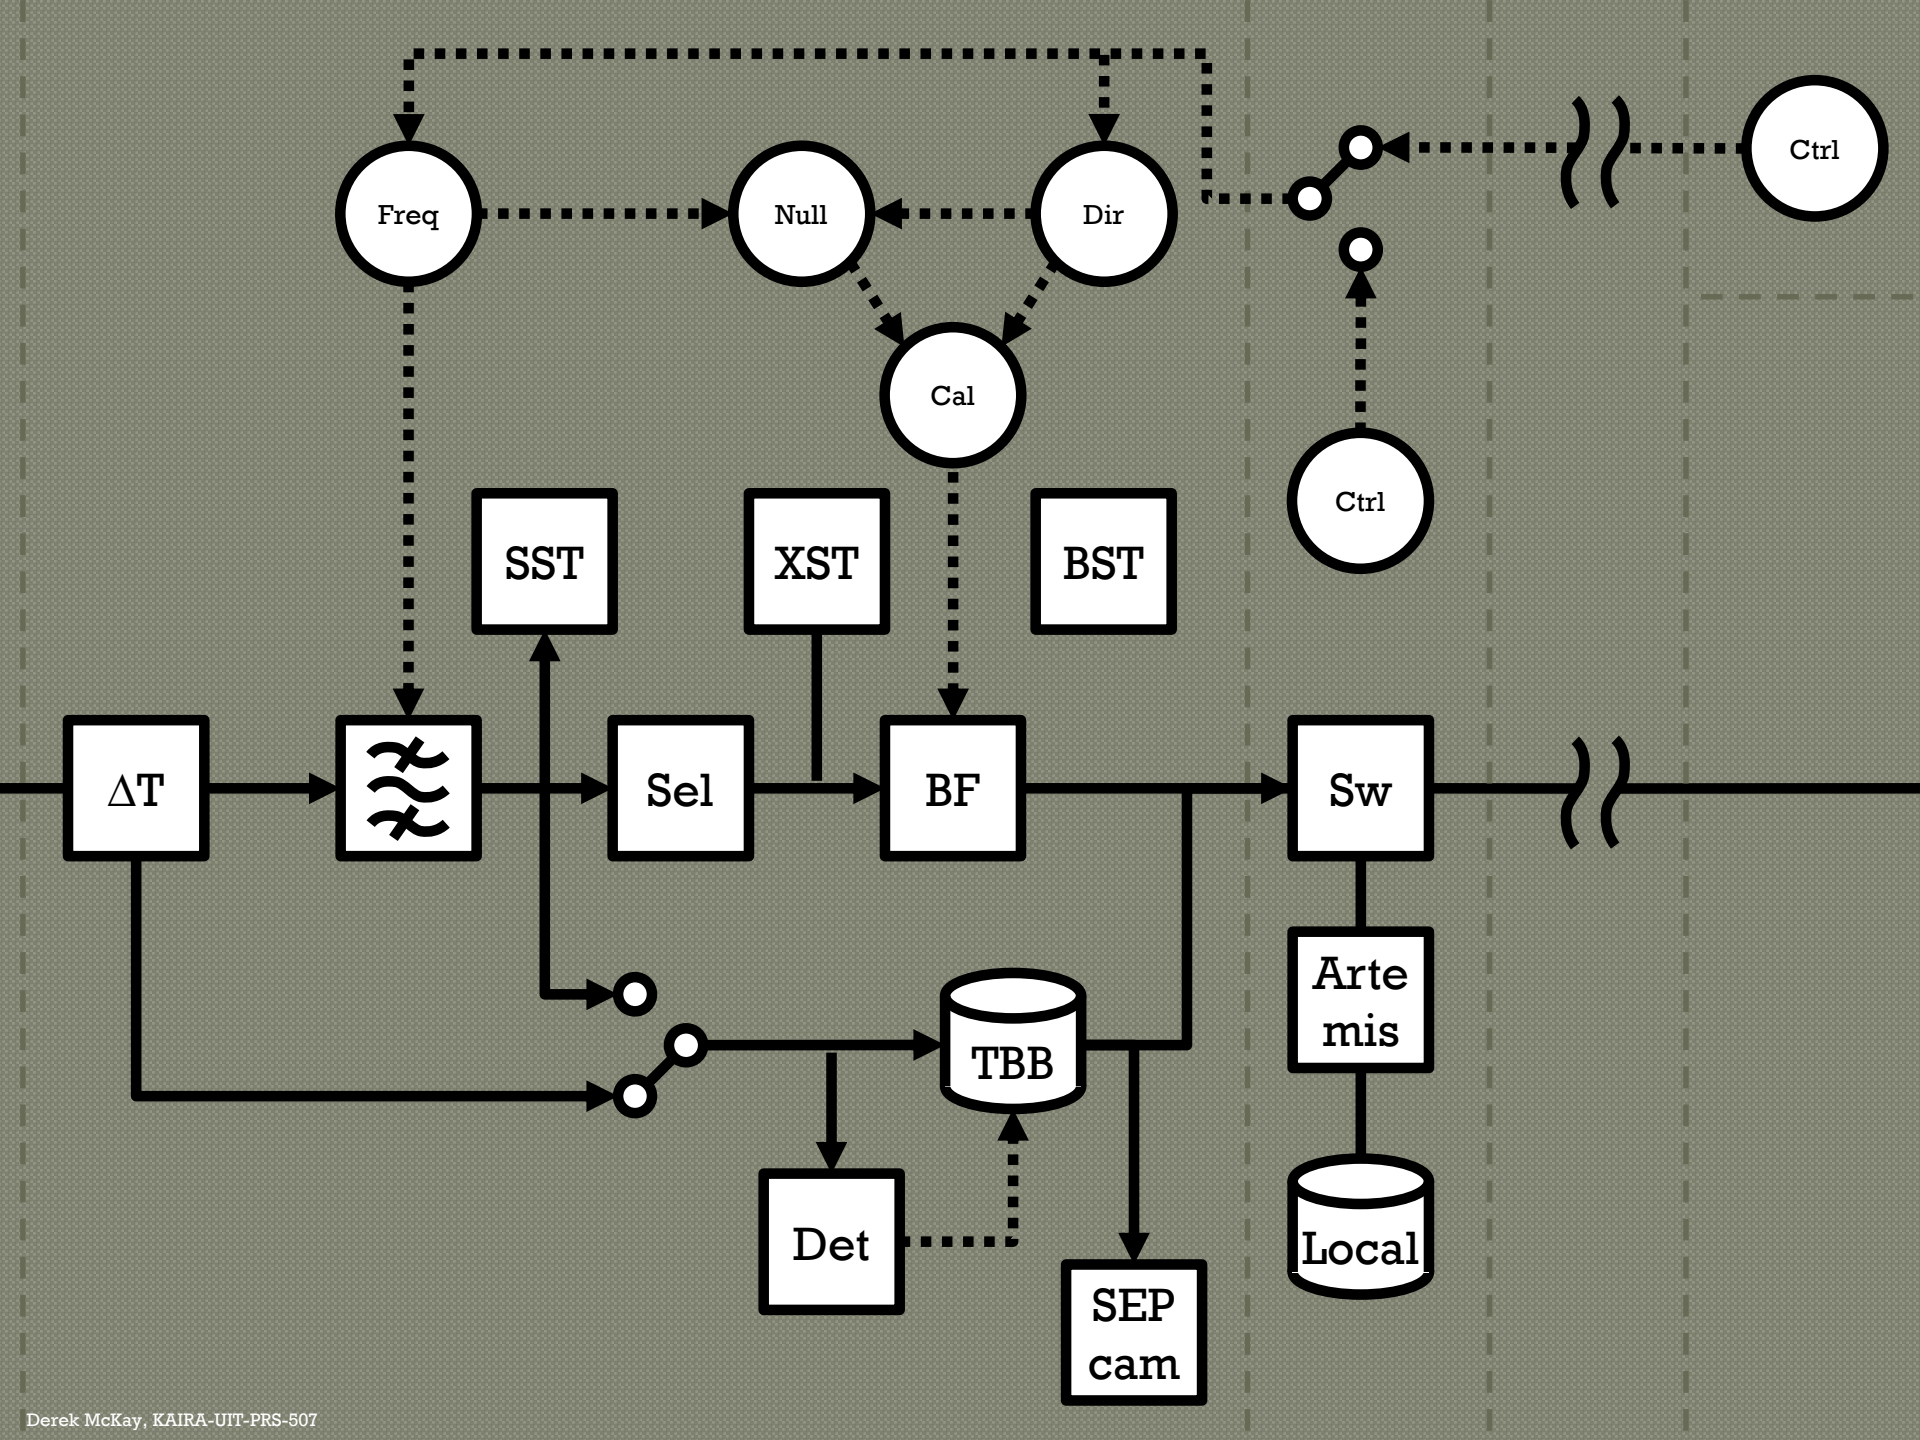 Ctrl
Freq
Null
Dir
Cal
Ctrl
SST
XST
BST
ΔT
Sel
BF
Sw
Arte
mis
TBB
Det
Local
SEP
cam
Derek McKay, KAIRA-UIT-PRS-507